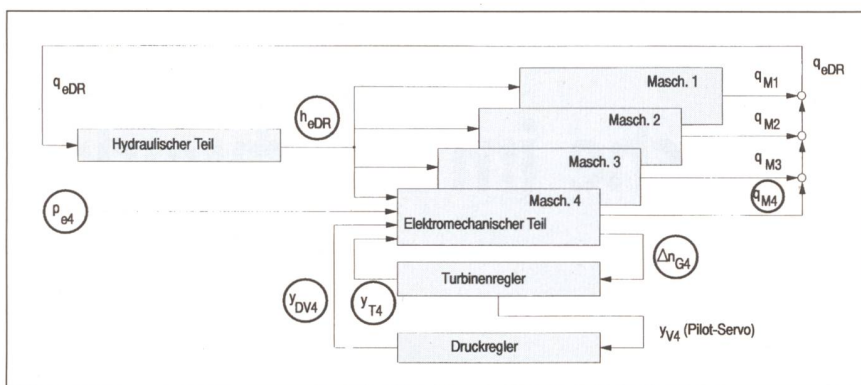 q_eDR
Masch. 1
q_M1
q_eDR
h_eDR
Masch. 2
q_M2
Hydraulischer Teil
Masch. 3
q_M3
Masch. 4
q_M4
p_e4
Elektromechanischer Teil
Δn_G4
Turbinenregler
y_DV4
y_T4
y_V4 (Pilot-Servo)
Druckregler